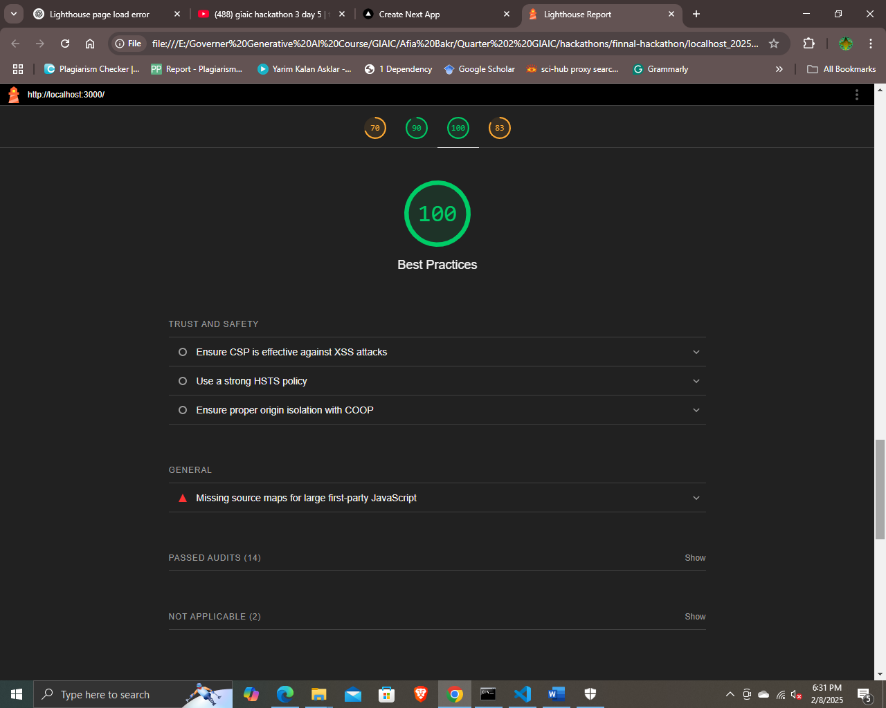 Lighthouse page load error
(488) giaic hackathon 3 day 5 |
Create Next App
Lighthouse Report
File
file:///E:/Governer%20Generative%20AI%20Course/GIAIC/Afia%20Bakr/Quarter%202%20GIAIC/hackathons/finnal-hackathon/localhost_2025...
Plagiarism Checker |...
PP
Report - Plagiarism...
Yarim Kalan Asklar -...
1 Dependency
Google Scholar
sci-hub proxy searc...
Grammarly
»
All Bookmarks
http://localhost:3000/
70
90
100
83
100
Best Practices
TRUST AND SAFETY
Ensure CSP is effective against XSS attacks
Use a strong HSTS policy
Ensure proper origin isolation with COOP
GENERAL
Missing source maps for large first-party JavaScript
PASSED AUDITS (14)
Show
NOT APPLICABLE (2)
Show
Type here to search
6:31 PM
2/8/2025
5